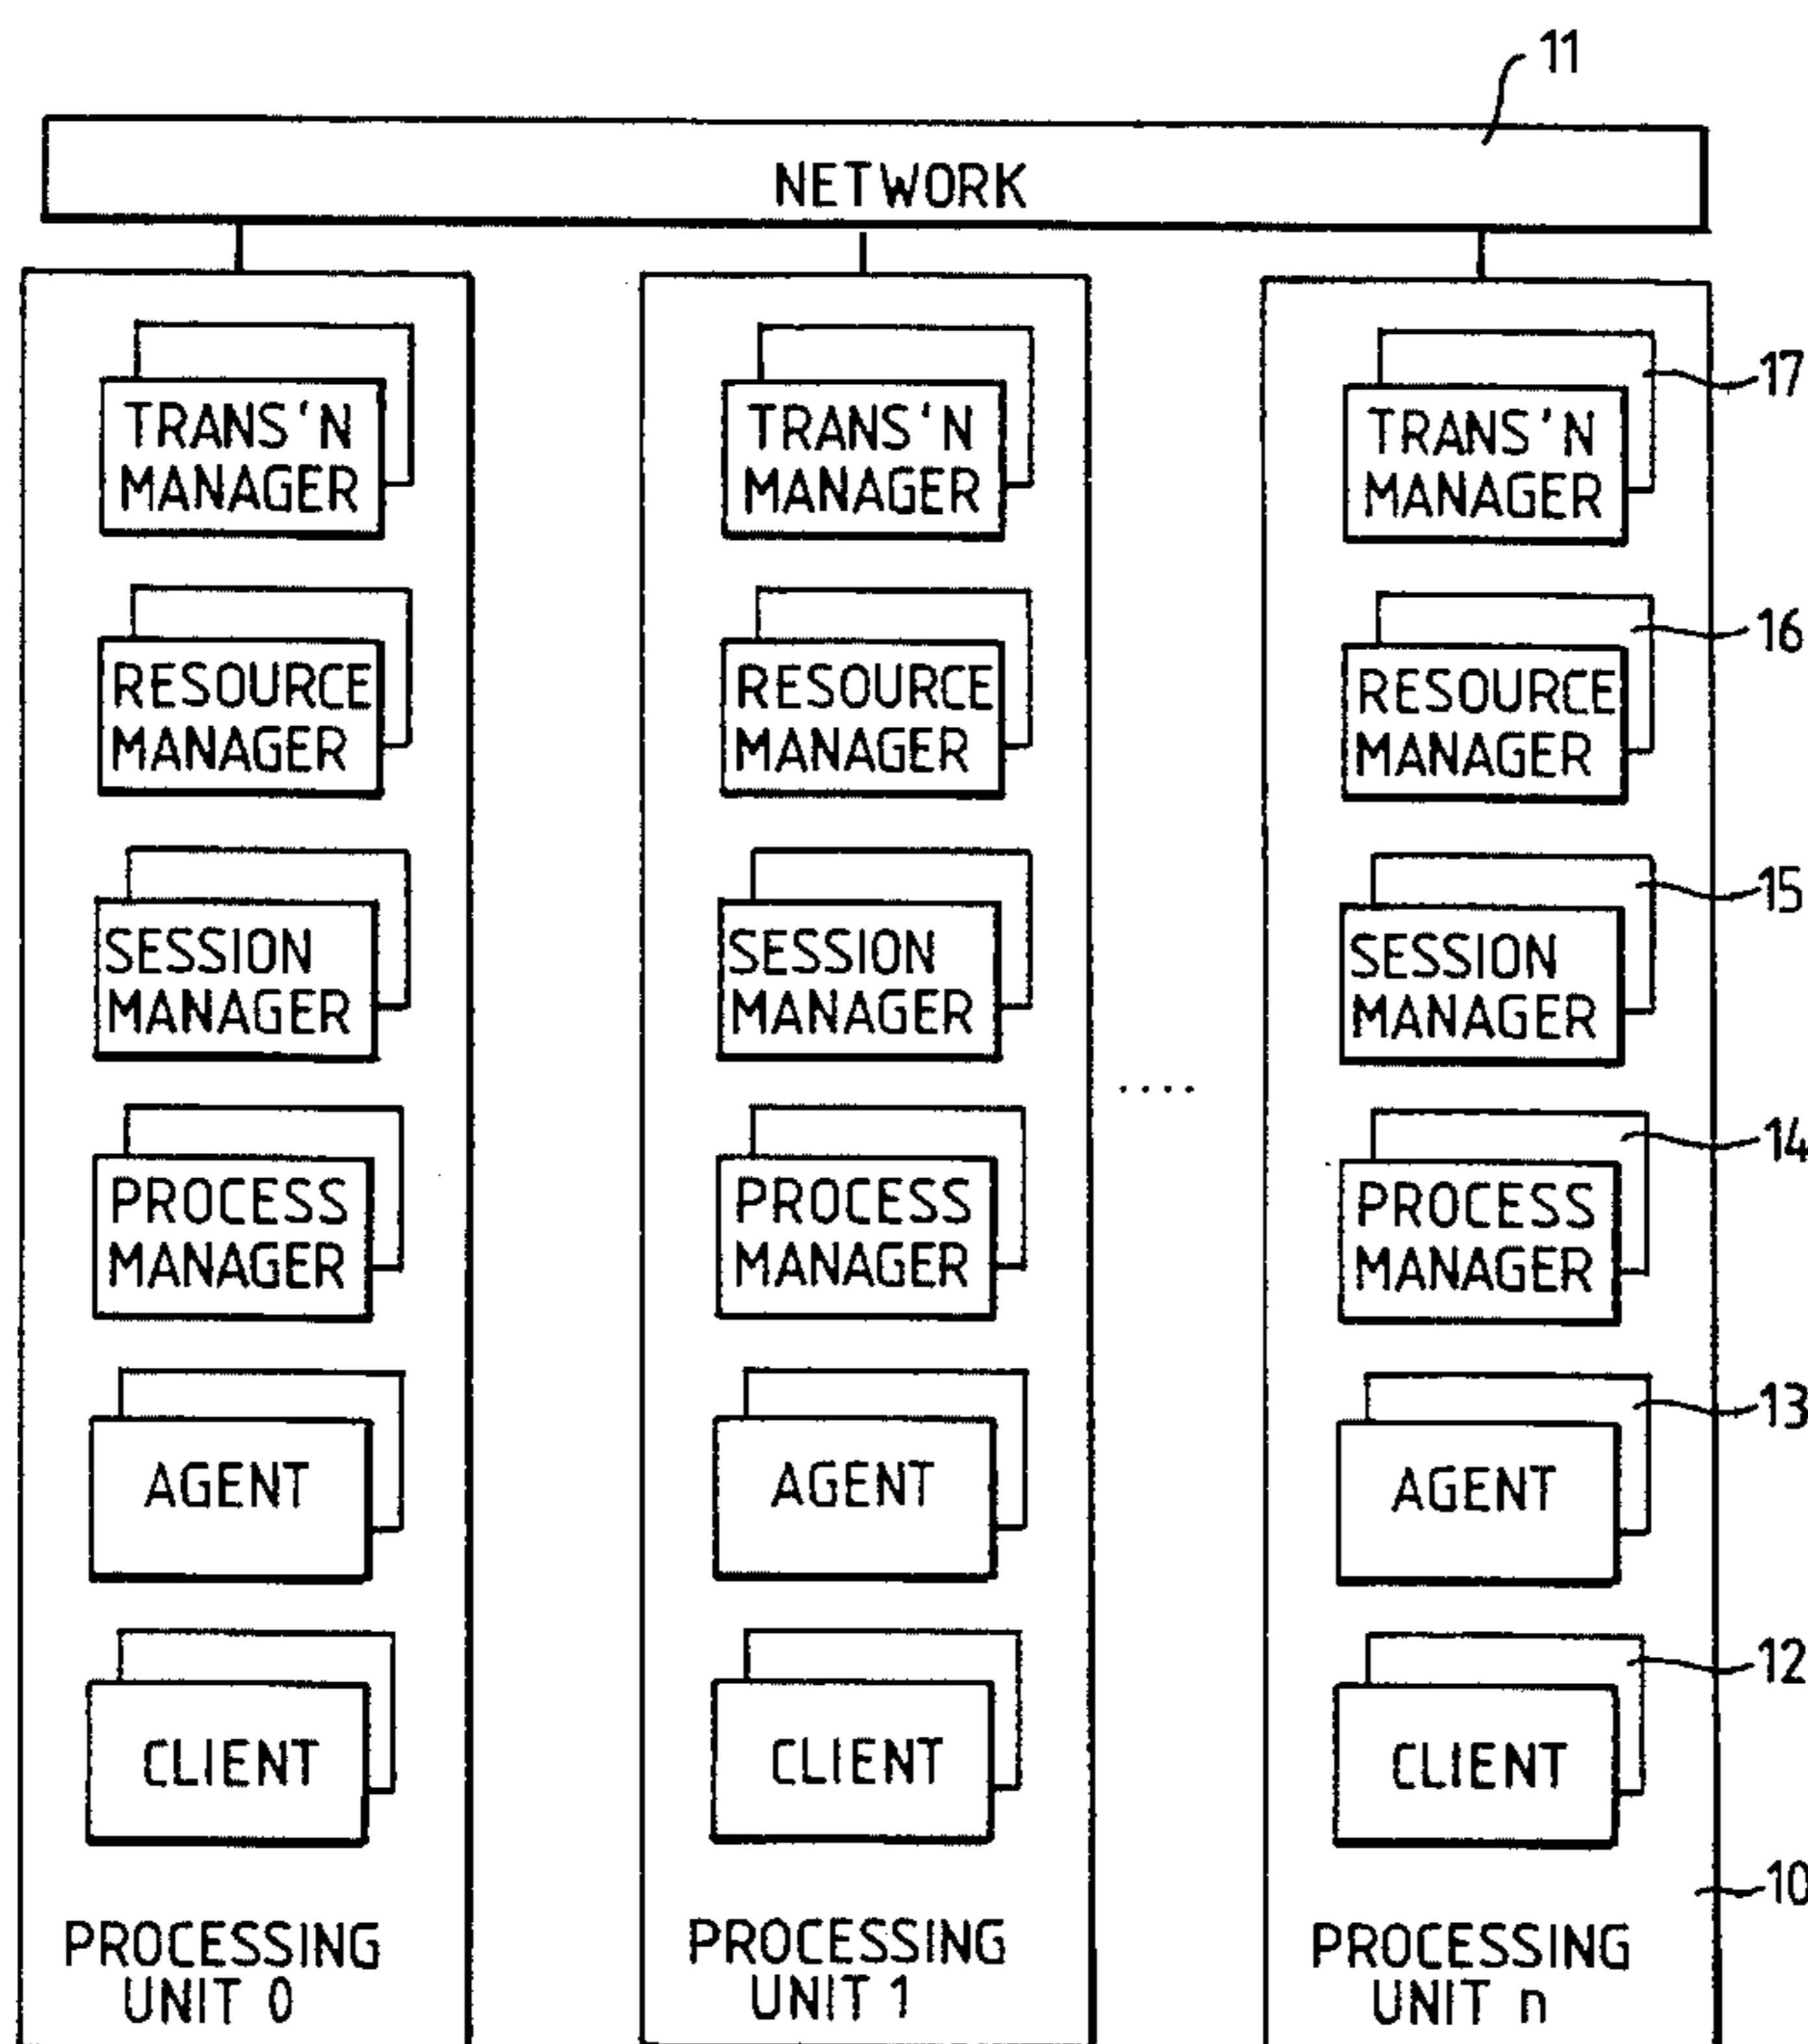 11
NETWORK
TRANS'N
MANAGER
RESOURCE
MANAGER
SESSION
MANAGER
PROCESS
MANAGER
AGENT
CLIENT
PROCESSING
UNIT 0
TRANS'N
MANAGER
RESOURCE
MANAGER
SESSION
MANAGER
PROCESS
MANAGER
AGENT
CLIENT
PROCESSING
UNIT 1
....
TRANS'N
MANAGER
RESOURCE
MANAGER
SESSION
MANAGER
PROCESS
MANAGER
AGENT
CLIENT
PROCESSING
UNIT n
17
16
15
14
13
12
10